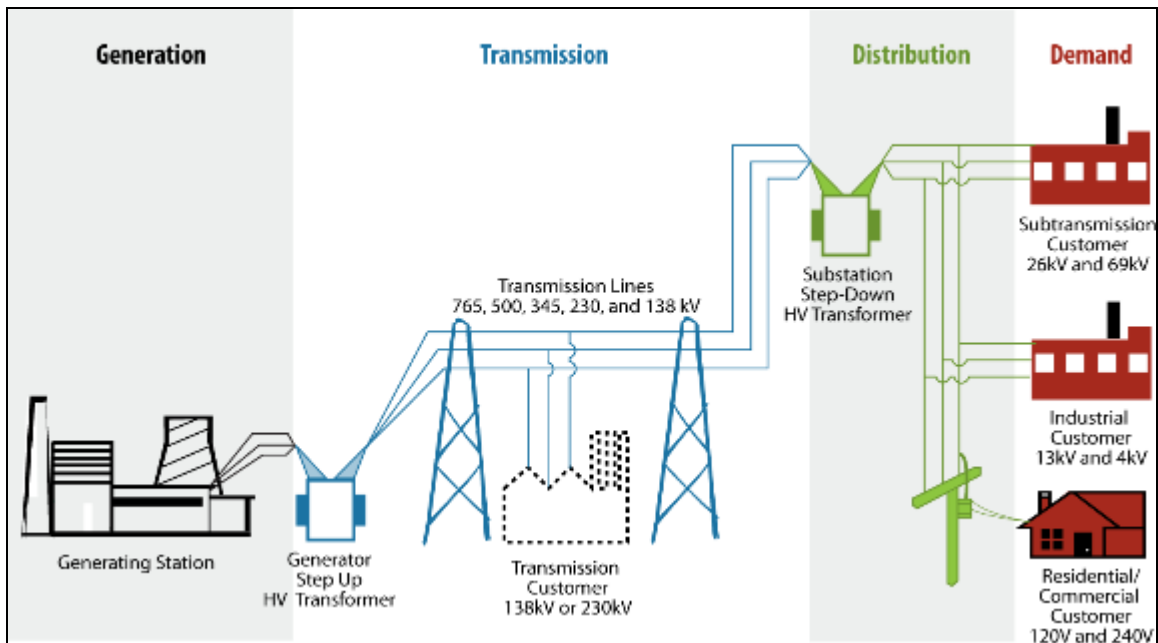 Generation
Transmission
Distribution
Demand
Subtransmission
Customer
26kV and 69kV
Substation
Step-Down
HV Transformer
Transmission Lines
765, 500, 345, 230, and 138 kV
Industrial
Customer
13kV and 4kV
Generating Station
Generator
Step Up
HV Transformer
Transmission
Customer
138kV or 230kV
Residential/
Commercial
Customer
120V and 240V